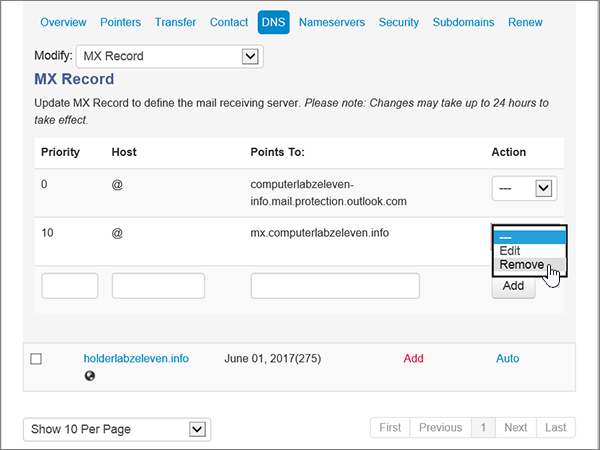 Overview Pointers Transfer Contact DNS Nameservers Security Subdomains Renew
Modify: MX Record
MX Record
Update MX Record to define the mail receiving server. Please note: Changes may take up to 24 hours to
take effect.
Priority Host Points To: Action
0 @ computerlabzeleven-
info.mail.protection.outlook.com ---
10 @ mx.computerlabzeleven.info
---
Edit
Remove
Add
holderlabzeleven.info June 01, 2017(275) Add Auto
Show 10 Per Page First Previous 1 Next Last